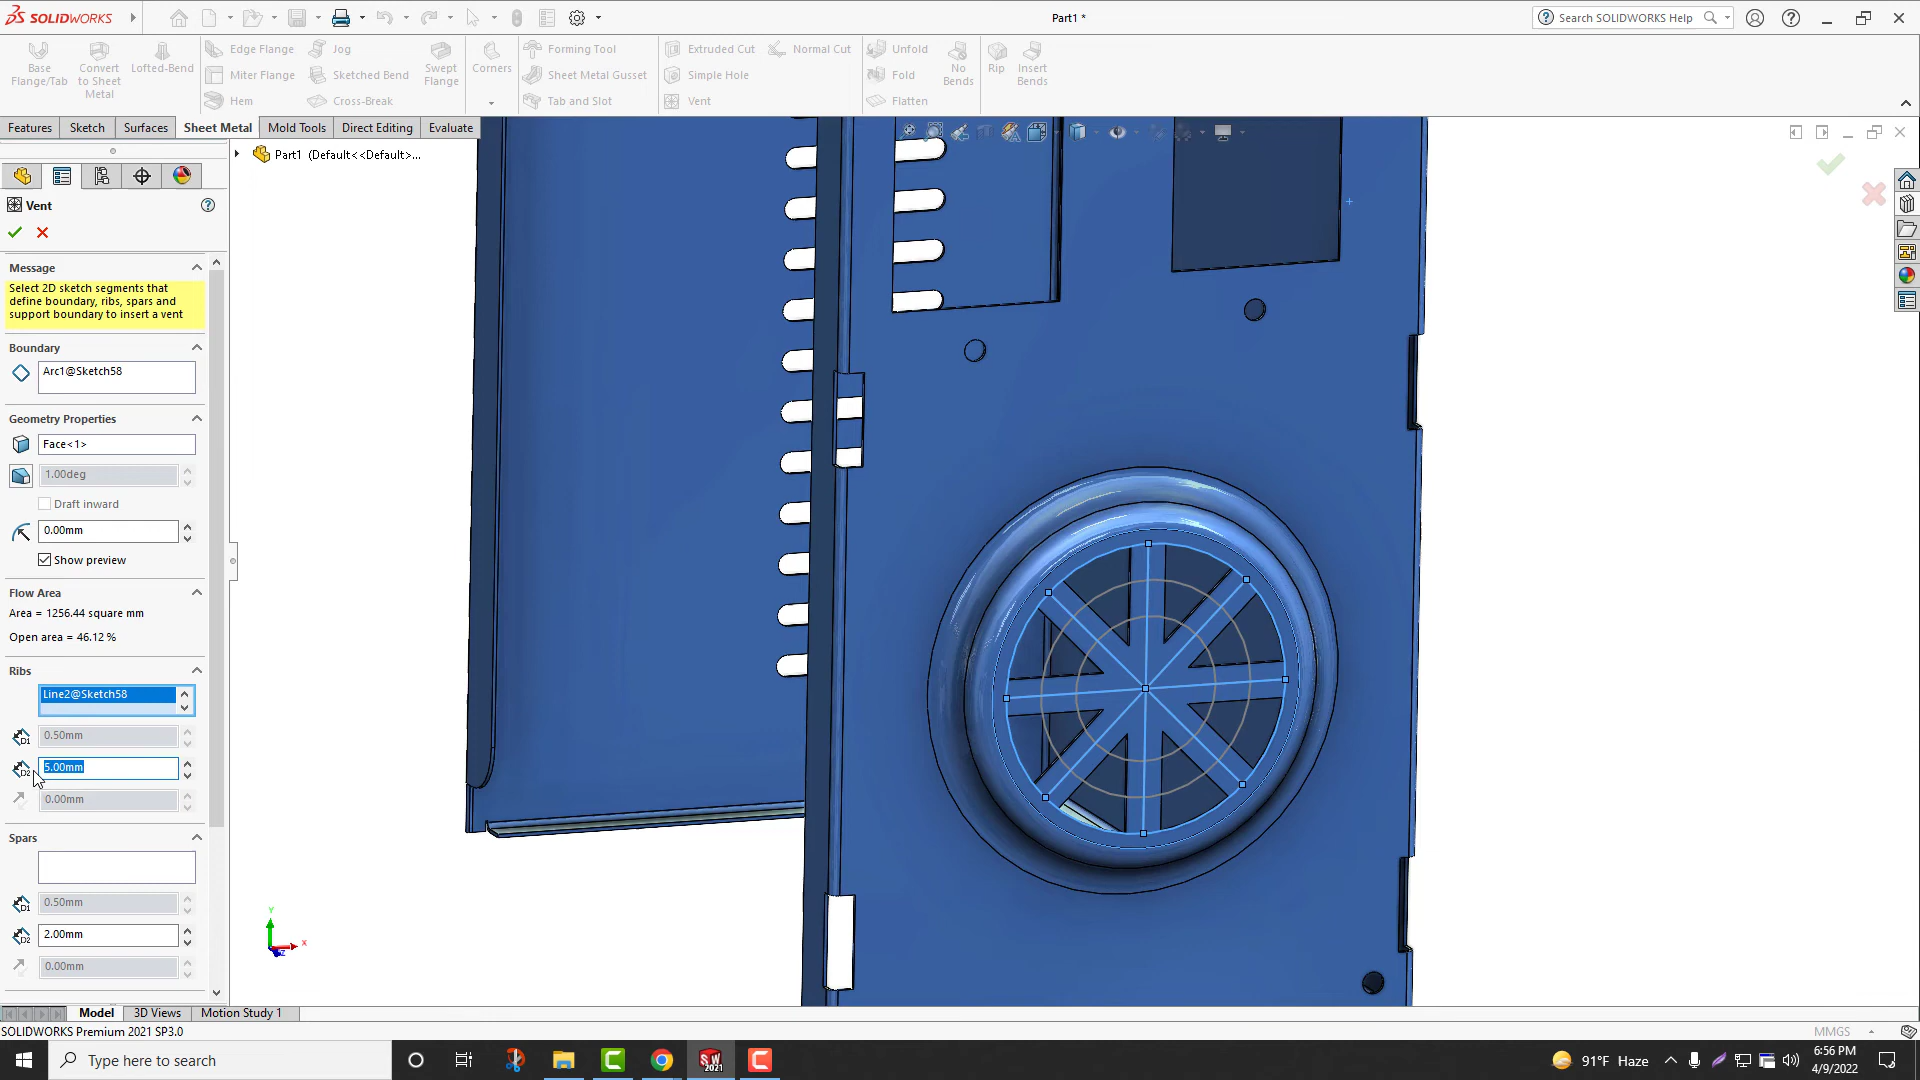 SOLIDWORKS
Part1 *
Search SOLIDWORKS Help
Base
Flange/Tab
Convert
to Sheet
Metal
Lofted-Bend
Edge Flange
Miter Flange
Hem
Jog
Sketched Bend
Cross-Break
Swept
Flange
Corners
Forming Tool
Sheet Metal Gusset
Tab and Slot
Extruded Cut
Simple Hole
Vent
Normal Cut
Unfold
Fold
Flatten
No
Bends
Rip
Insert
Bends
Features
Sketch
Surfaces
Sheet Metal
Mold Tools
Direct Editing
Evaluate
Part1 (Default<<Default>...
Vent
Message
Select 2D sketch segments that
define boundary, ribs, spars and
support boundary to insert a vent
Boundary
Arc1@Sketch58
Geometry Properties
Face<1>
1.00deg
Draft inward
0.00mm
Show preview
Flow Area
Area = 1256.44 square mm
Open area = 46.12 %
Ribs
Line2@Sketch58
D1
0.50mm
D2
5.00mm
0.00mm
Spars
D1
0.50mm
D2
2.00mm
0.00mm
Y
X
Z
Model
3D Views
Motion Study 1
SOLIDWORKS Premium 2021 SP3.0
MMGS
Type here to search
SW
2021
91°F Haze
6:56 PM
4/9/2022